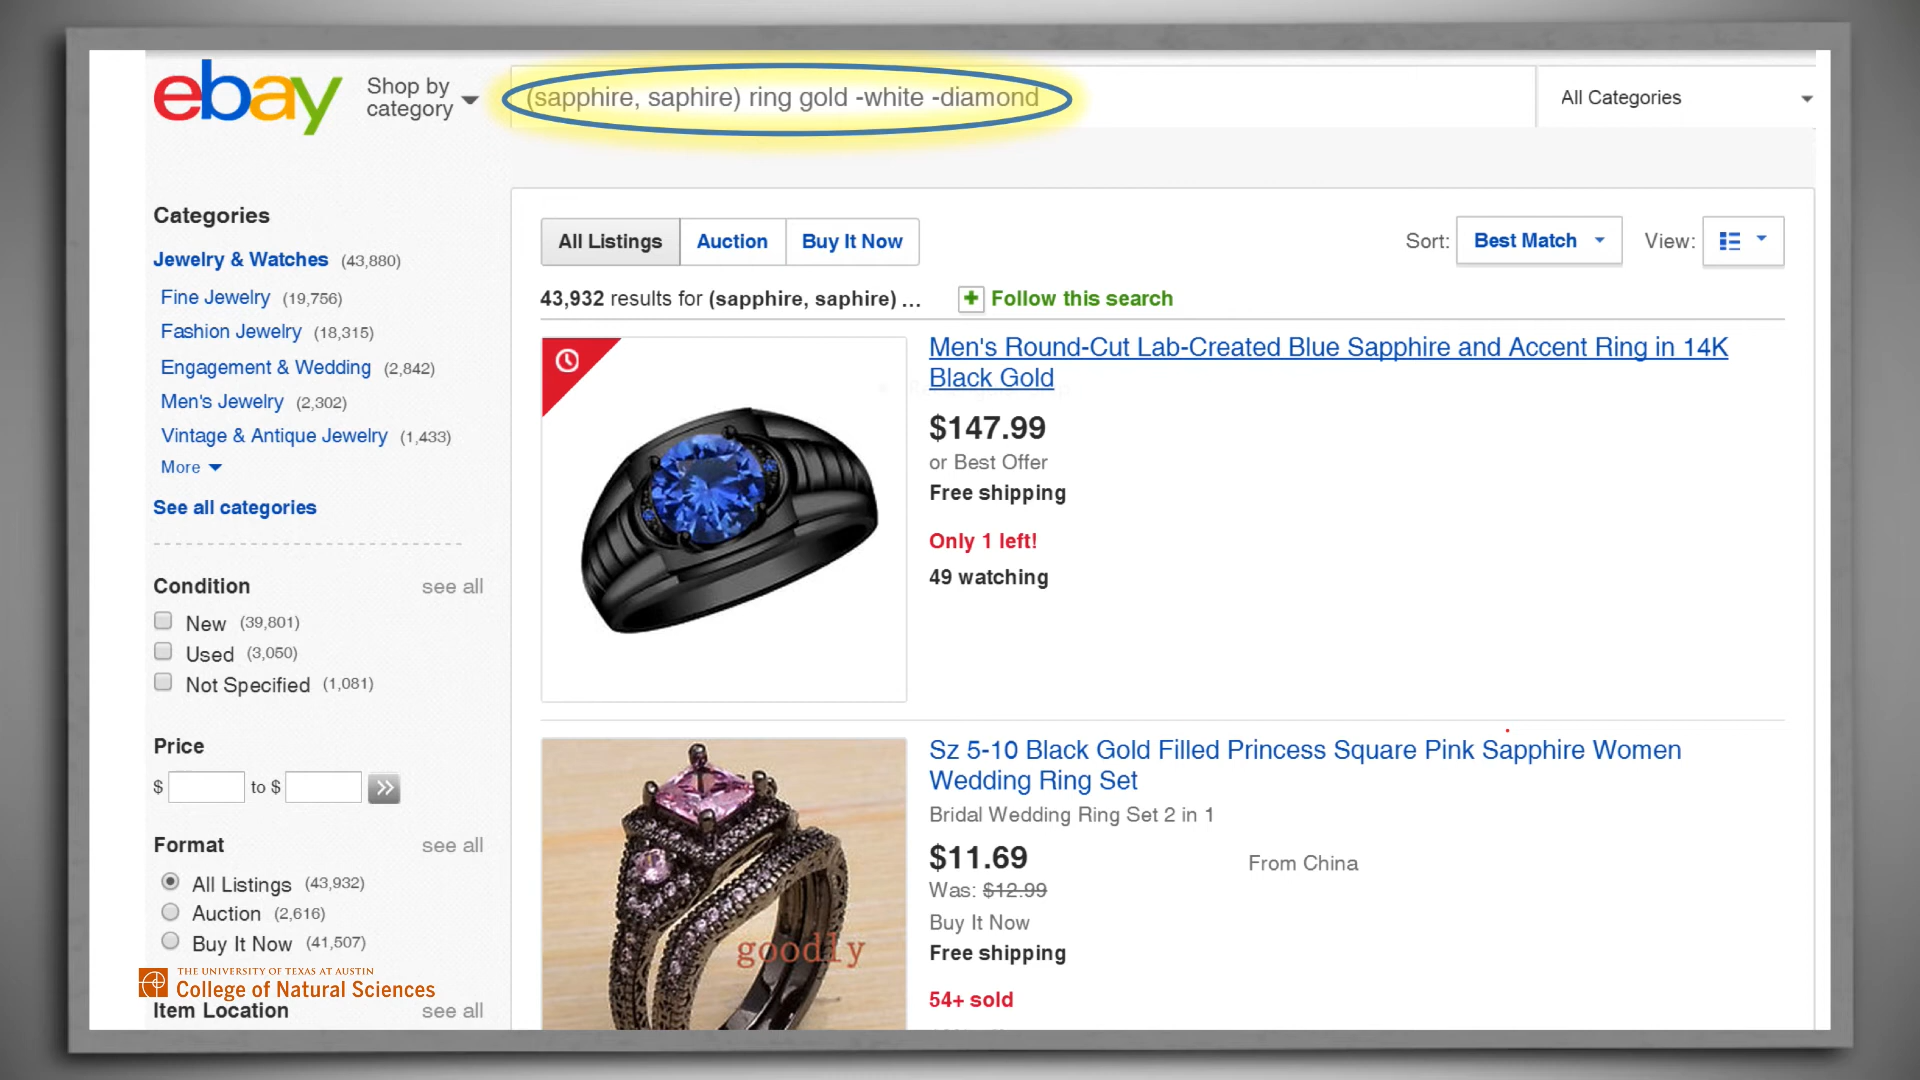 ebay
Shop by
category
(sapphire, saphire) ring gold -white -diamond
All Categories
Categories
Jewelry & Watches (43,880)
Fine Jewelry (19,756)
Fashion Jewelry (18,315)
Engagement & Wedding (2,842)
Men's Jewelry (2,302)
Vintage & Antique Jewelry (1,433)
More
See all categories
Condition see all
New (39,801)
Used (3,050)
Not Specified (1,081)
Price
$ to $
Format see all
All Listings (43,932)
Auction (2,616)
Buy It Now (41,507)
THE UNIVERSITY OF TEXAS AT AUSTIN
College of Natural Sciences
Item Location see all
All Listings Auction Buy It Now
Sort: Best Match View:
43,932 results for (sapphire, saphire) ... Follow this search
Men's Round-Cut Lab-Created Blue Sapphire and Accent Ring in 14K
Black Gold
$147.99
or Best Offer
Free shipping
Only 1 left!
49 watching
goodly
Sz 5-10 Black Gold Filled Princess Square Pink Sapphire Women
Wedding Ring Set
Bridal Wedding Ring Set 2 in 1
$11.69 From China
Was: $12.99
Buy It Now
Free shipping
54+ sold